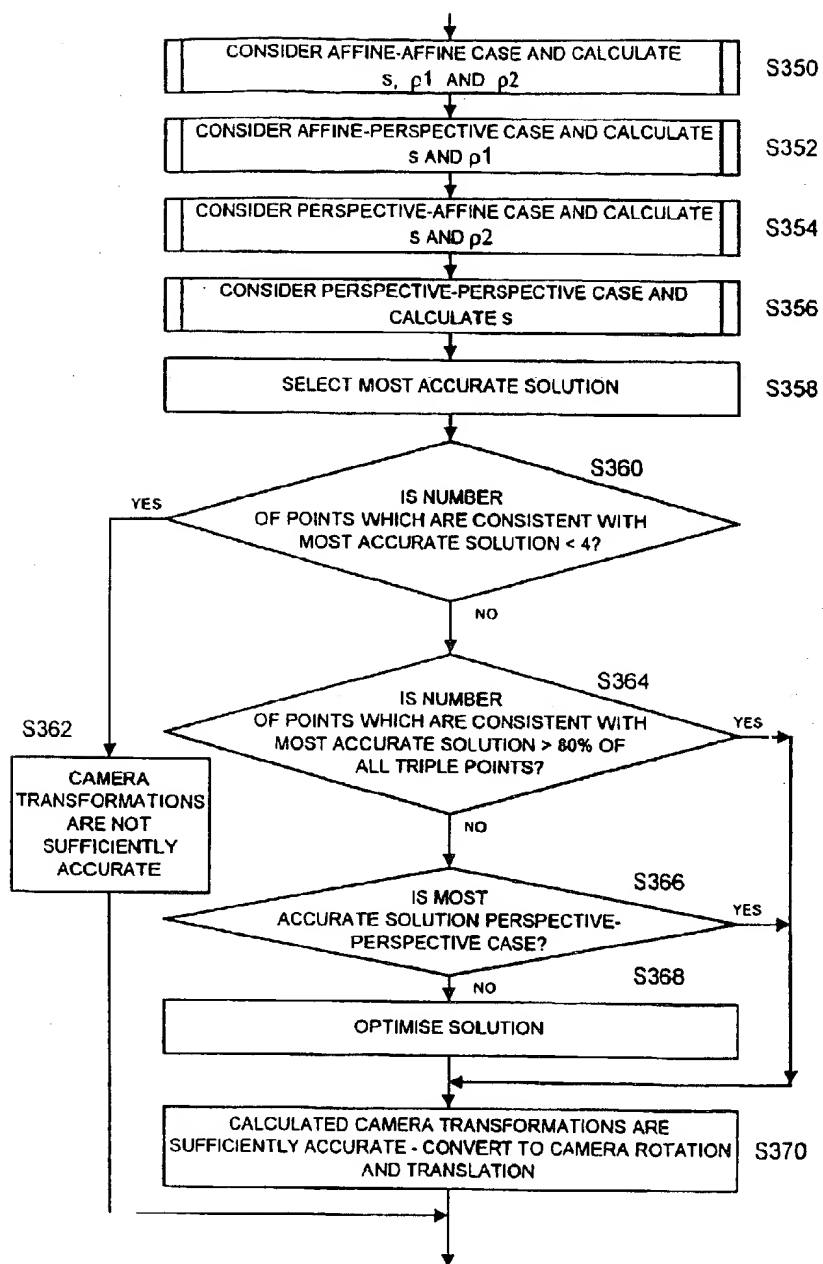 CONSIDER AFFINE-AFFINE CASE AND CALCULATE
s, ρ1 AND ρ2
S350
CONSIDER AFFINE-PERSPECTIVE CASE AND CALCULATE
s AND ρ1
S352
CONSIDER PERSPECTIVE-AFFINE CASE AND CALCULATE
s AND ρ2
S354
CONSIDER PERSPECTIVE-PERSPECTIVE CASE AND
CALCULATE s
S356
SELECT MOST ACCURATE SOLUTION
S358
S360
YES
IS NUMBER
OF POINTS WHICH ARE CONSISTENT WITH
MOST ACCURATE SOLUTION < 4?
NO
S364
IS NUMBER
OF POINTS WHICH ARE CONSISTENT WITH
MOST ACCURATE SOLUTION > 80% OF
ALL TRIPLE POINTS?
YES
S362
CAMERA
TRANSFORMATIONS
ARE NOT
SUFFICIENTLY
ACCURATE
NO
S366
IS MOST
ACCURATE SOLUTION PERSPECTIVE-
PERSPECTIVE CASE?
YES
NO
S368
OPTIMISE SOLUTION
CALCULATED CAMERA TRANSFORMATIONS ARE
SUFFICIENTLY ACCURATE - CONVERT TO CAMERA ROTATION
AND TRANSLATION
S370